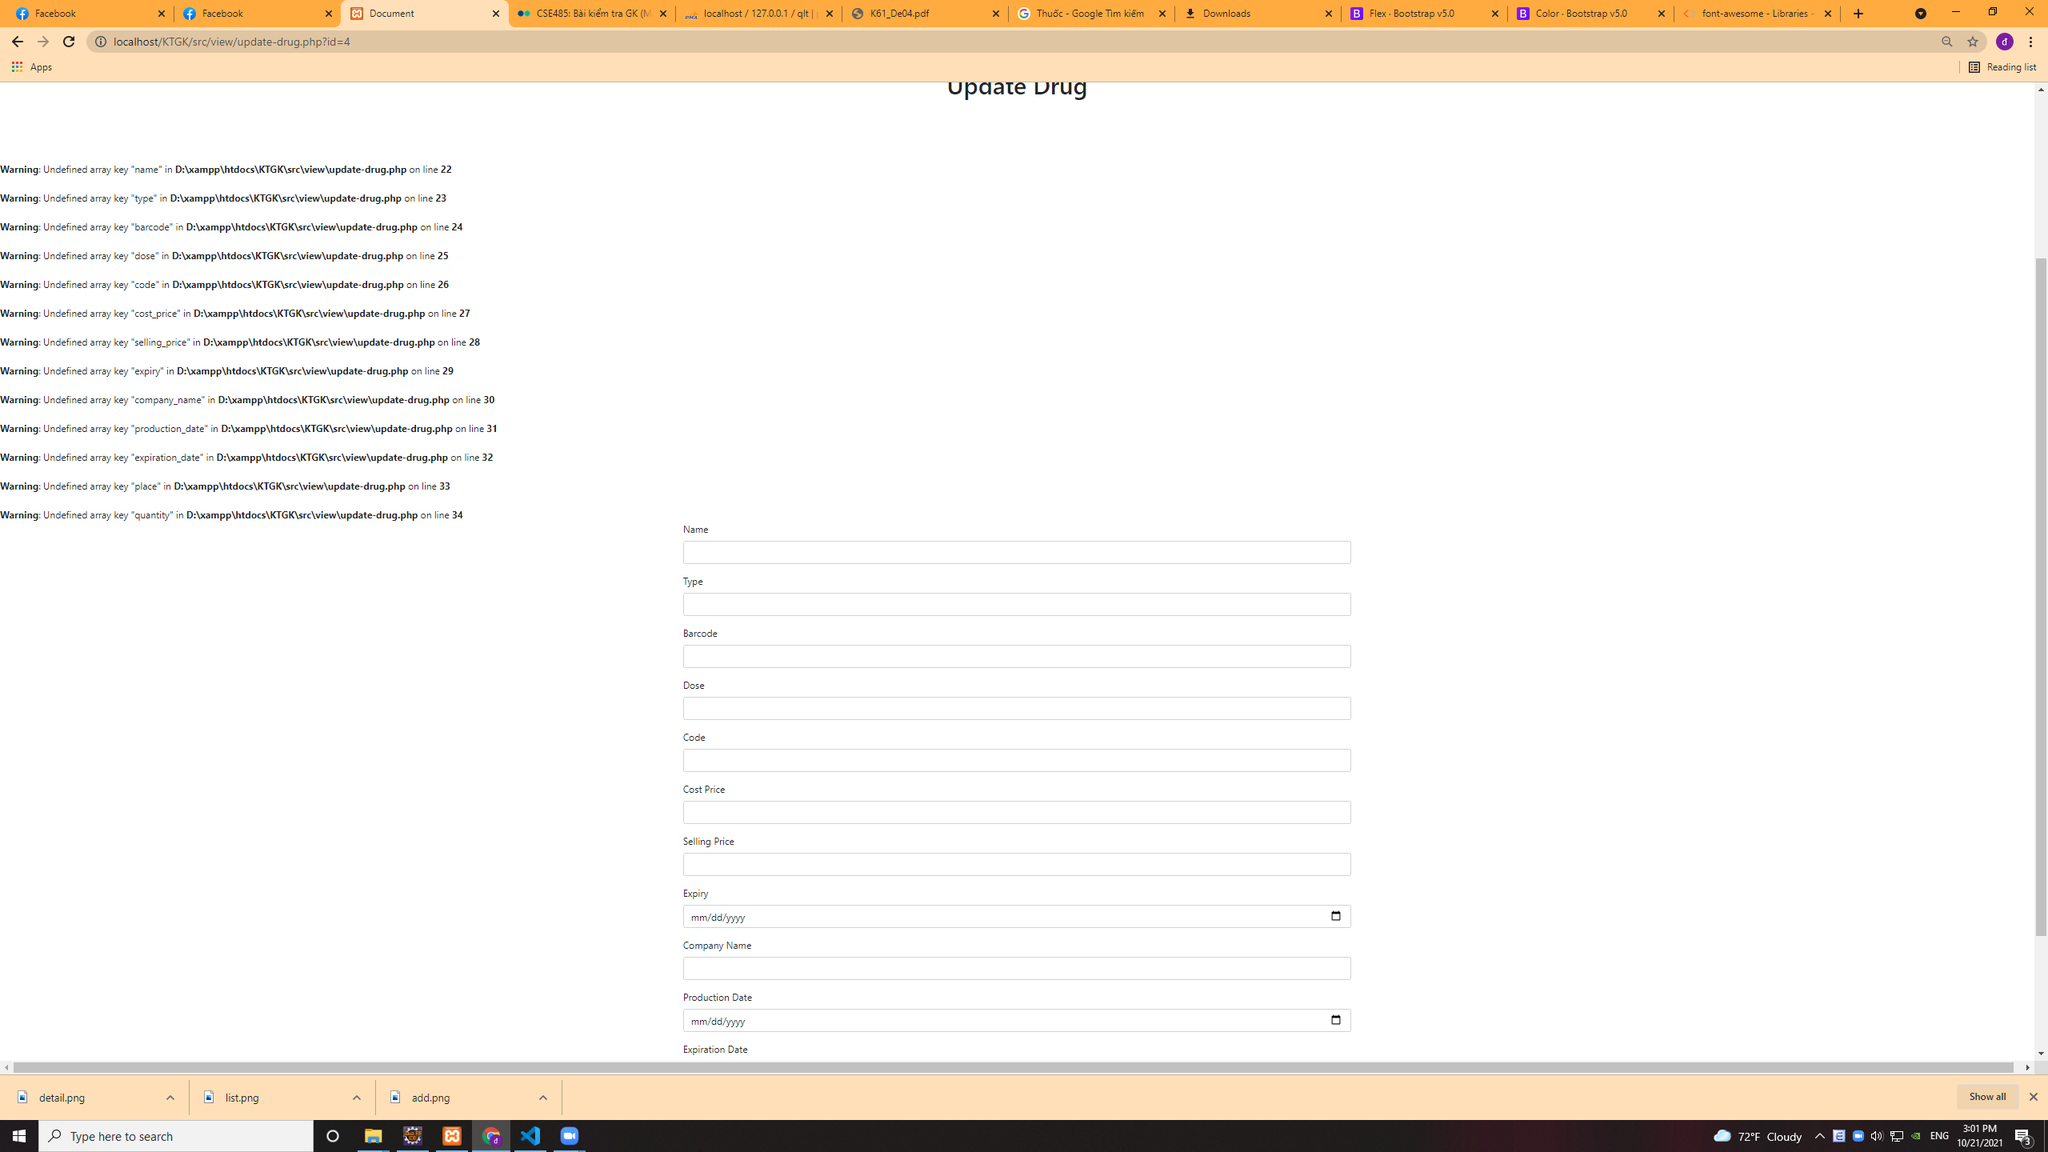 Facebook
Facebook
Document
CSE485: Bài kiểm tra GK (M
localhost / 127.0.0.1 / qlt | p
K61_De04.pdf
Thuốc - Google Tìm kiếm
Downloads
Flex · Bootstrap v5.0
Color · Bootstrap v5.0
font-awesome - Libraries -
localhost/KTGK/src/view/update-drug.php?id=4
Apps
Reading list
Update Drug
Warning: Undefined array key "name" in D:\xampp\htdocs\KTGK\src\view\update-drug.php on line 22
Warning: Undefined array key "type" in D:\xampp\htdocs\KTGK\src\view\update-drug.php on line 23
Warning: Undefined array key "barcode" in D:\xampp\htdocs\KTGK\src\view\update-drug.php on line 24
Warning: Undefined array key "dose" in D:\xampp\htdocs\KTGK\src\view\update-drug.php on line 25
Warning: Undefined array key "code" in D:\xampp\htdocs\KTGK\src\view\update-drug.php on line 26
Warning: Undefined array key "cost_price" in D:\xampp\htdocs\KTGK\src\view\update-drug.php on line 27
Warning: Undefined array key "selling_price" in D:\xampp\htdocs\KTGK\src\view\update-drug.php on line 28
Warning: Undefined array key "expiry" in D:\xampp\htdocs\KTGK\src\view\update-drug.php on line 29
Warning: Undefined array key "company_name" in D:\xampp\htdocs\KTGK\src\view\update-drug.php on line 30
Warning: Undefined array key "production_date" in D:\xampp\htdocs\KTGK\src\view\update-drug.php on line 31
Warning: Undefined array key "expiration_date" in D:\xampp\htdocs\KTGK\src\view\update-drug.php on line 32
Warning: Undefined array key "place" in D:\xampp\htdocs\KTGK\src\view\update-drug.php on line 33
Warning: Undefined array key "quantity" in D:\xampp\htdocs\KTGK\src\view\update-drug.php on line 34
Name
Type
Barcode
Dose
Code
Cost Price
Selling Price
Expiry
mm/dd/yyyy
Company Name
Production Date
mm/dd/yyyy
Expiration Date
detail.png
list.png
add.png
Show all
Type here to search
72°F Cloudy
ENG
3:01 PM
10/21/2021
3